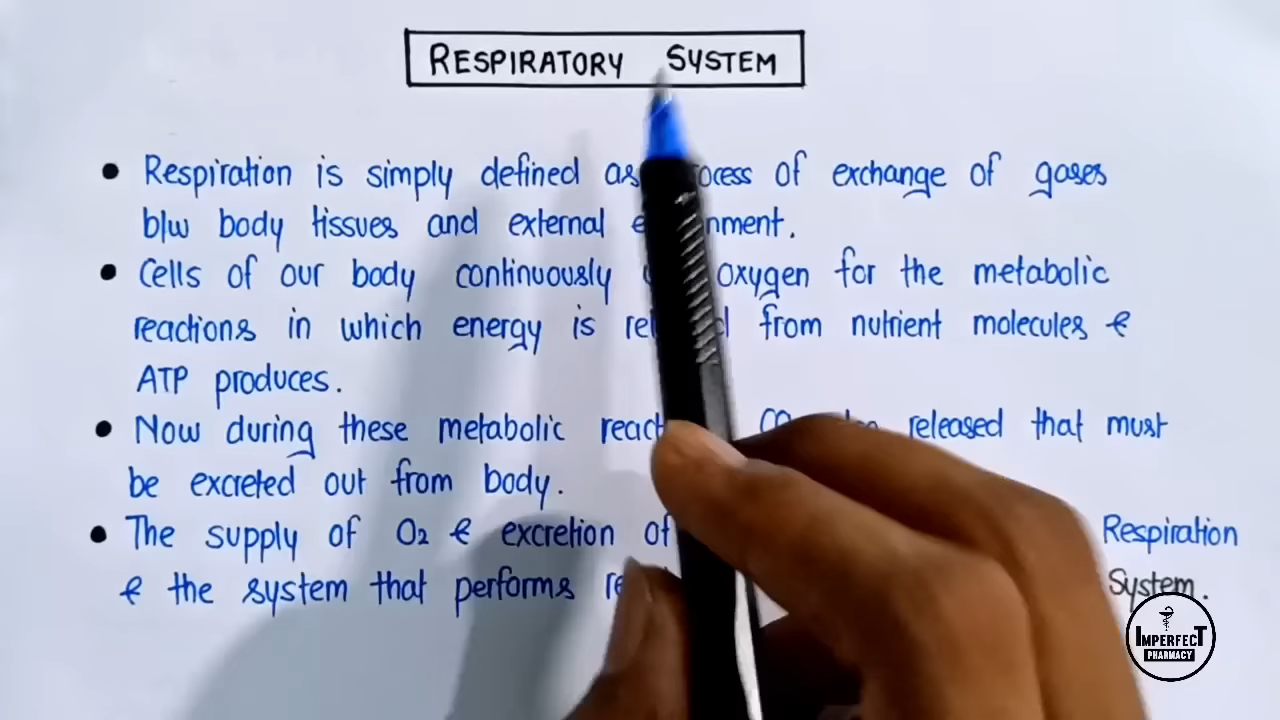 RESPIRATORY SYSTEM
• Respiration is simply defined as of exchange of gases
b/w body tissues and external
• Cells of our body continuously oxygen for the metabolic
reactions in which energy is from nutrient molecules &
ATP produces.
• Now during these metabolic released that must
be excreted out from body.
• The supply of O2 & excretion of Respiration
& the system that performs System.
IMPERFECT
PHARMACY